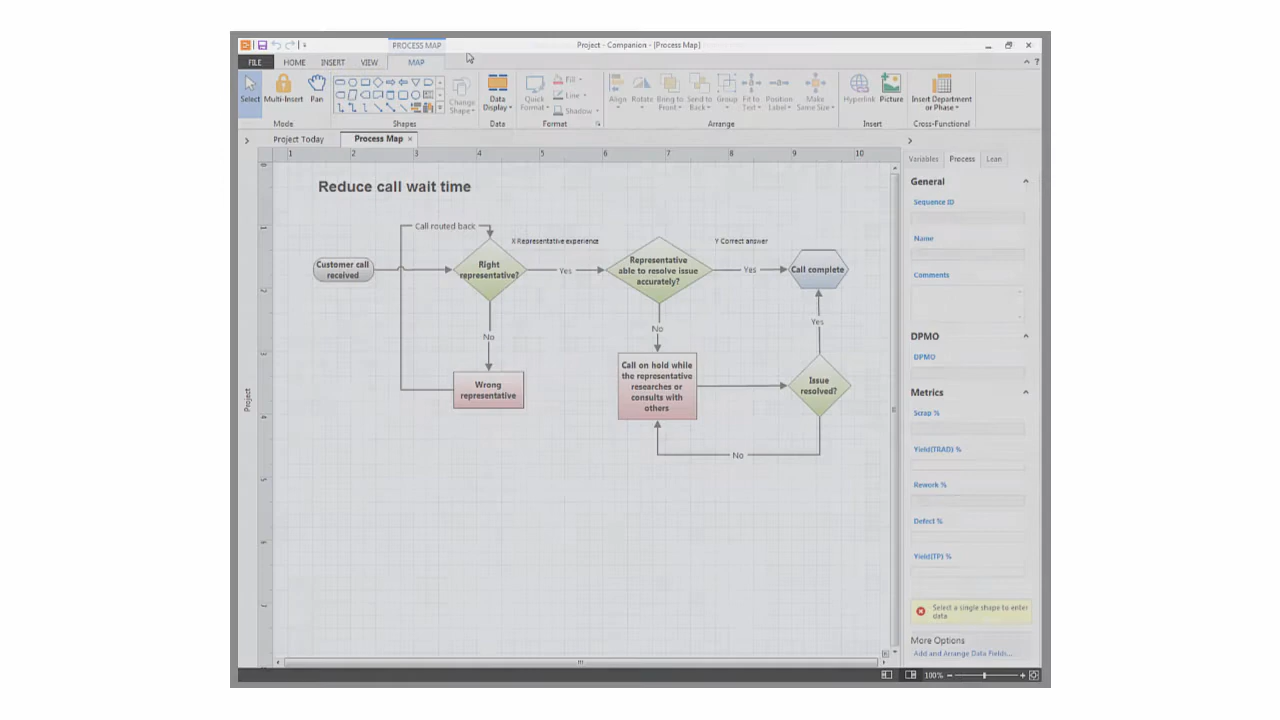 PROCESS MAP
Project - Companion - [Process Map]
FILE HOME INSERT VIEW MAP
Select Multi-Insert Pan
Change Shape
Data Display
Quick Format
Fill
Line
Shadow
Align Rotate Bring to Front Send to Back Group Fit to Text Position Label Make Same Size
Hyperlink Picture
Insert Department or Phase
Mode Shapes Data Format Arrange Insert Cross-Functional
Project Today Process Map
1 2 3 4 5 6 7 8 9 10
Variables Process Lean
Reduce call wait time
Call routed back
X Representative experience
Y Correct answer
Customer call
received
Right
representative?
Yes
Representative
able to resolve issue
accurately?
Yes
Call complete
No
No
Yes
Wrong
representative
Call on hold while
the representative
researches or
consults with
others
Issue
resolved?
No
Project
General
Sequence ID
Name
Comments
DPMO
DPMO
Metrics
Scrap %
Yield(TRAD) %
Rework %
Defect %
Yield(TP) %
Select a single shape to enter
data
More Options
Add and Arrange Data Fields...
100%